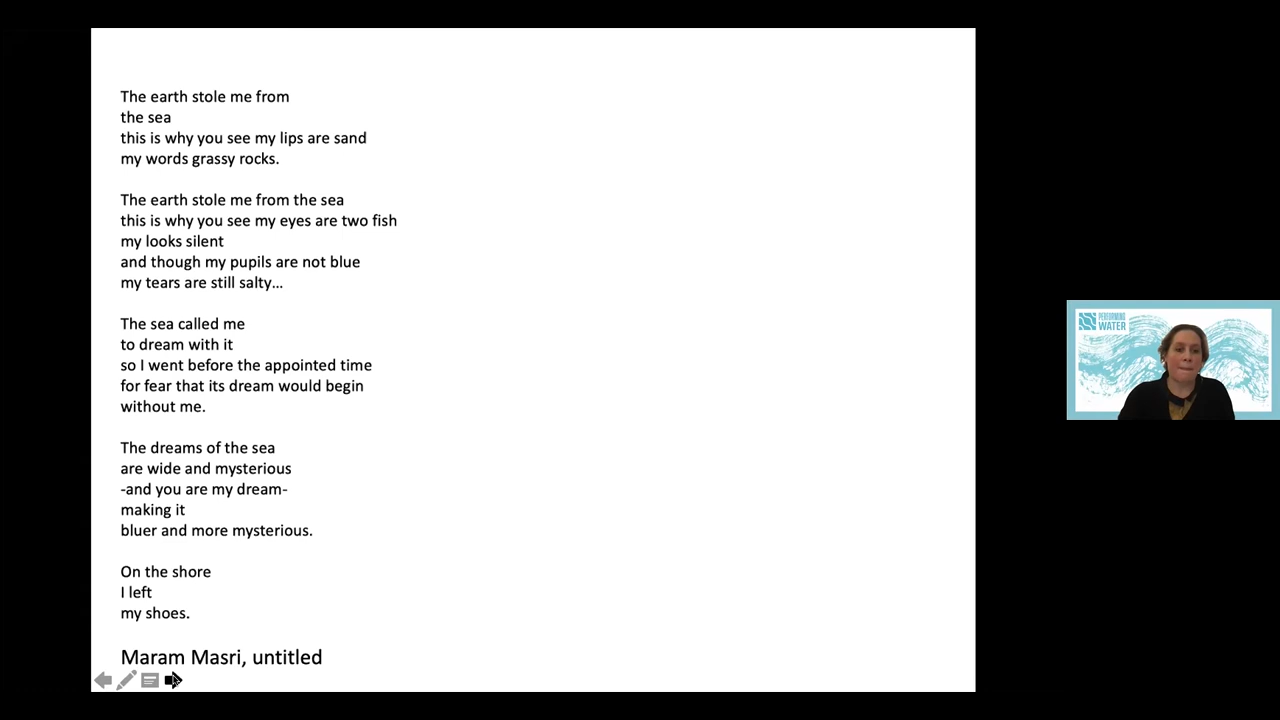 The earth stole me from
the sea
this is why you see my lips are sand
my words grassy rocks.
The earth stole me from the sea
this is why you see my eyes are two fish
my looks silent
and though my pupils are not blue
my tears are still salty...
The sea called me
to dream with it
so I went before the appointed time
for fear that its dream would begin
without me.
The dreams of the sea
are wide and mysterious
-and you are my dream-
making it
bluer and more mysterious.
On the shore
I left
my shoes.
Maram Masri, untitled
PERFORMING
WATER